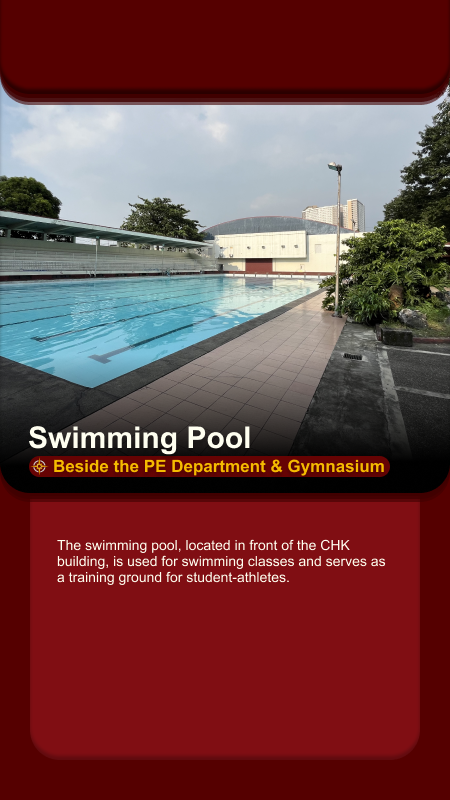 Swimming Pool
Beside the PE Department & Gymnasium
The swimming pool, located in front of the CHK
building, is used for swimming classes and serves as
a training ground for student-athletes.